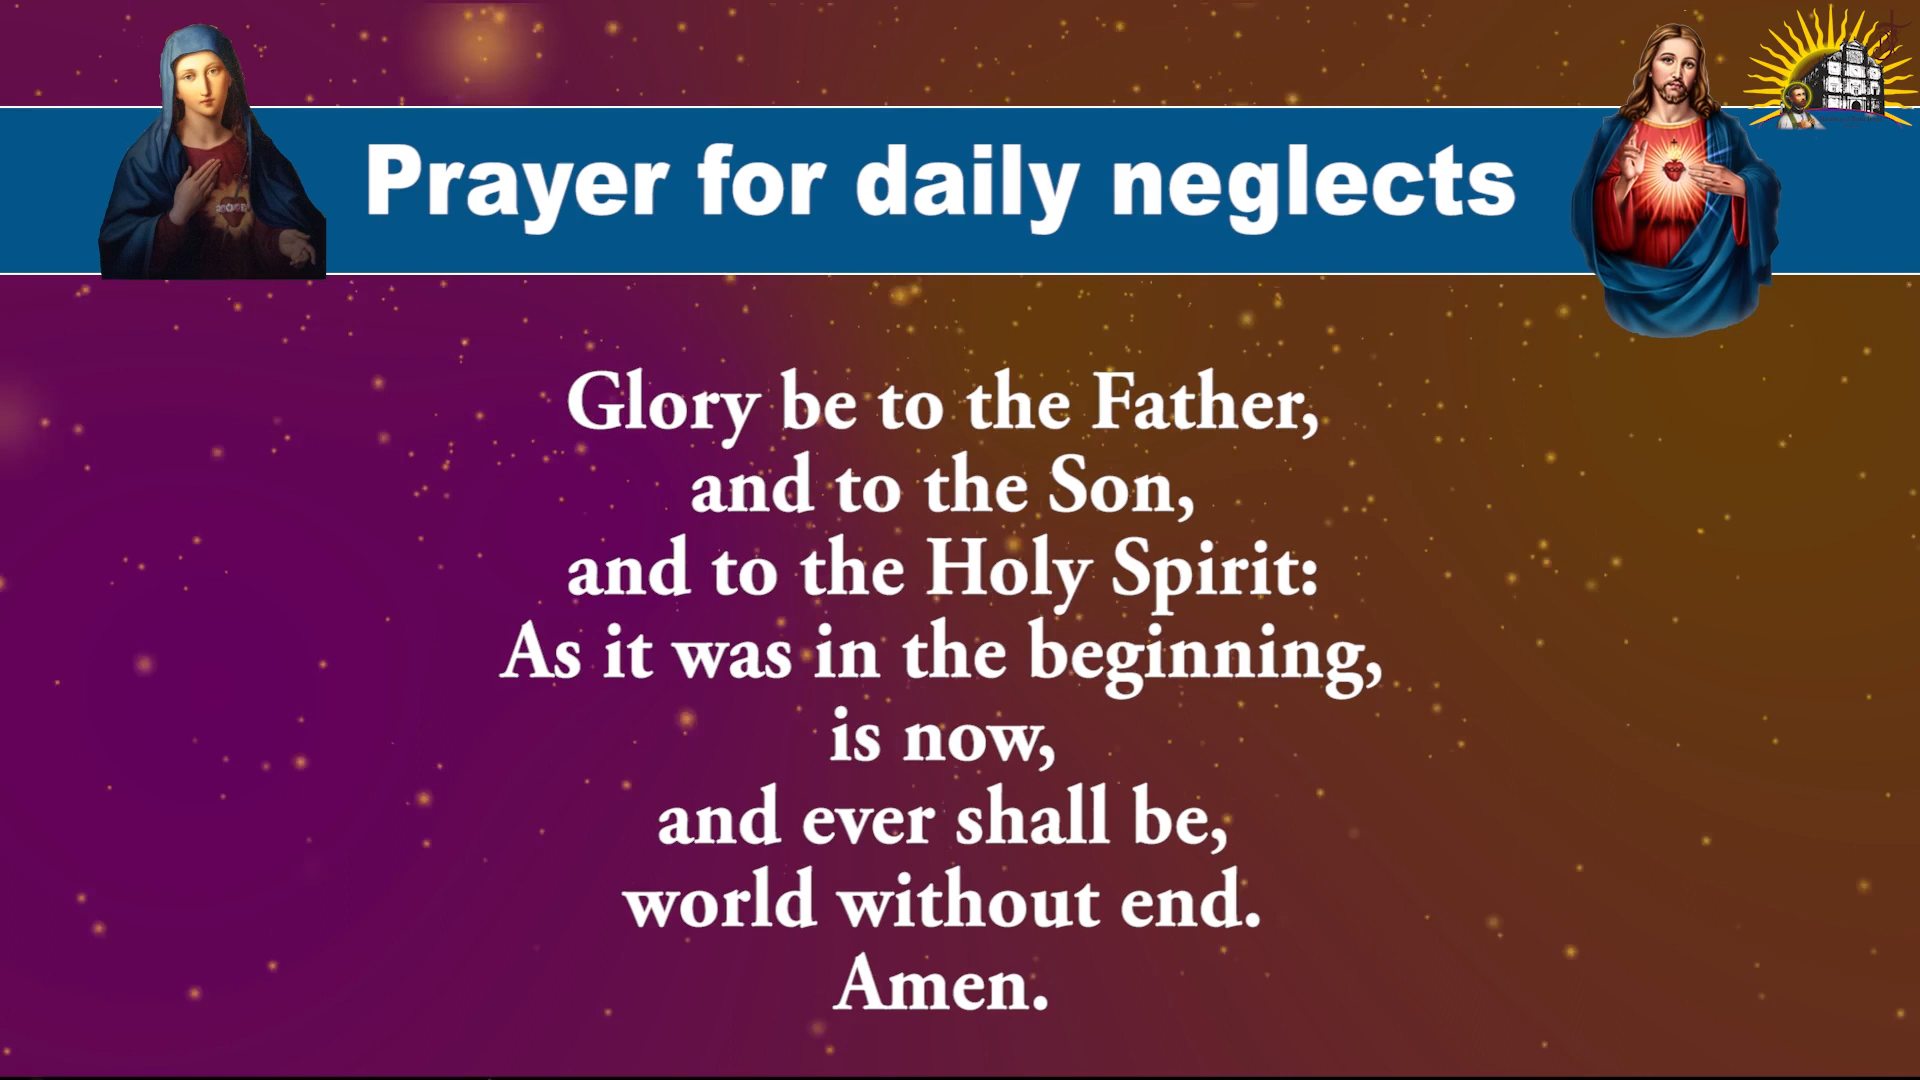 Prayer for daily neglects
Glory be to the Father,
and to the Son,
and to the Holy Spirit:
As it was in the beginning,
is now,
and ever shall be,
world without end.
Amen.